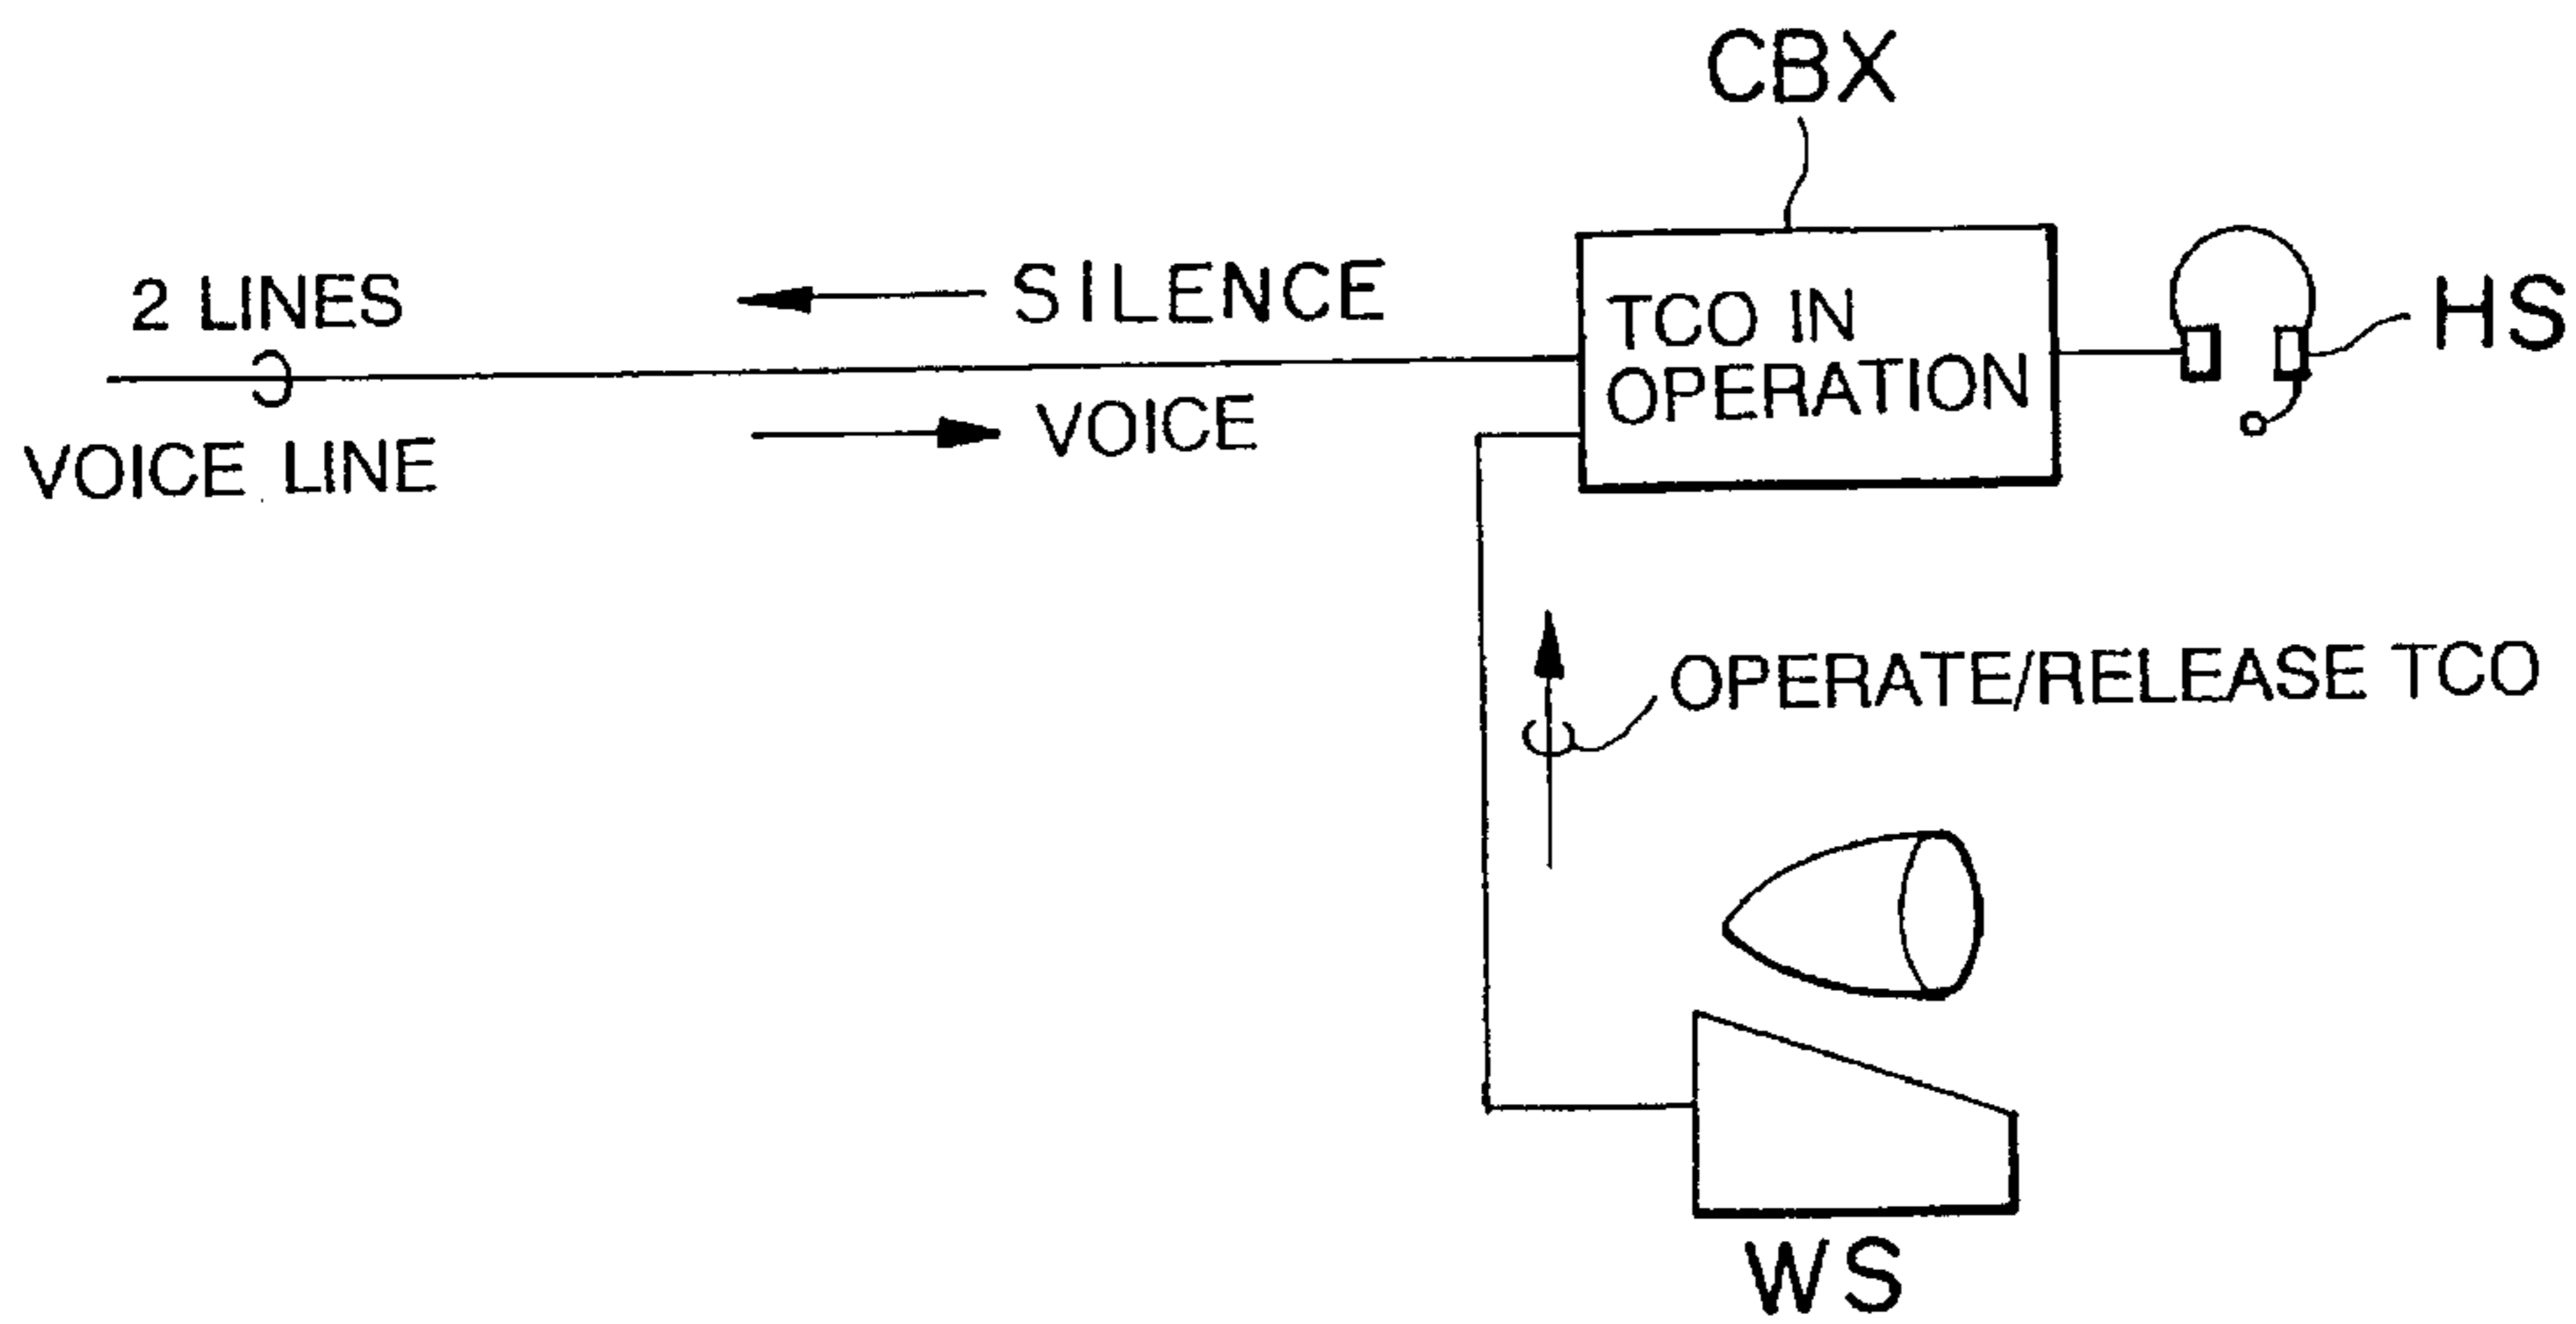 CBX
2 LINES
SILENCE
TCO IN
OPERATION
HS
VOICE
VOICE LINE
OPERATE/RELEASE TCO
WS